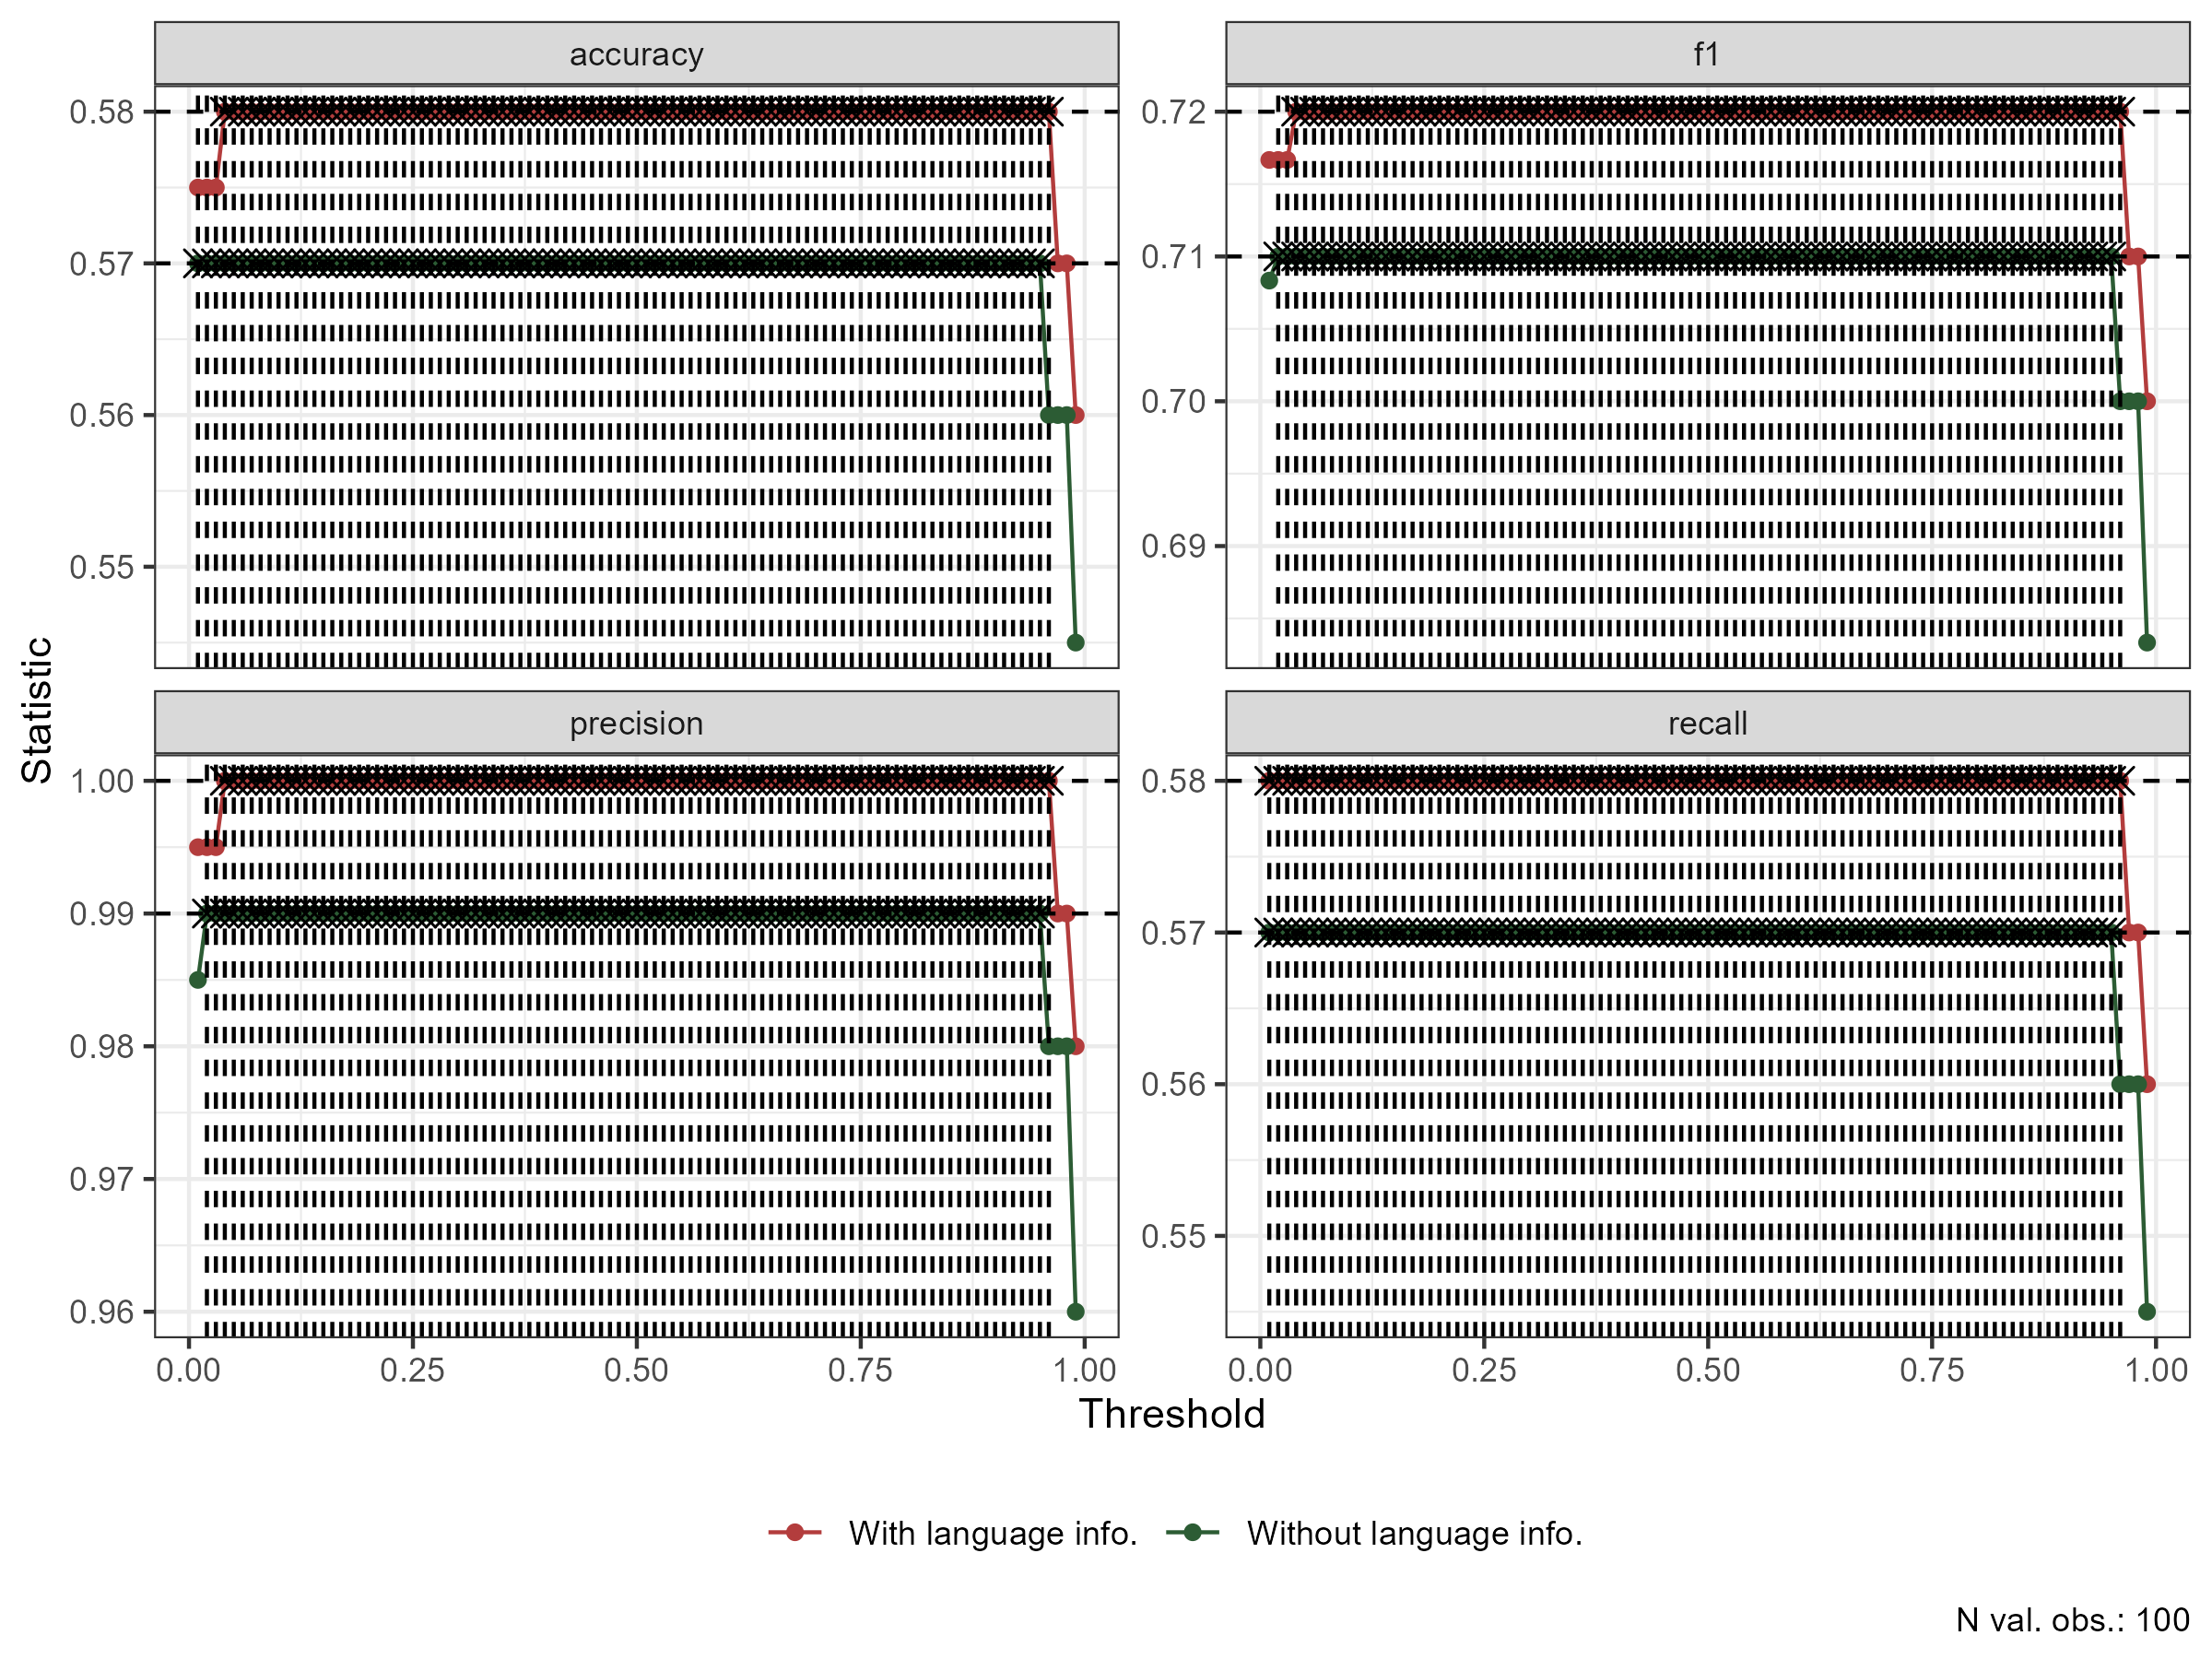 accuracy
f1
0.58
0.57
0.56
0.55
0.72
0.71
0.70
0.69
Statistic
precision
recall
1.00
0.99
0.98
0.97
0.96
0.58
0.57
0.56
0.55
0.00 0.25 0.50 0.75 1.00
0.00 0.25 0.50 0.75 1.00
Threshold
With language info. Without language info.
N val. obs.: 100